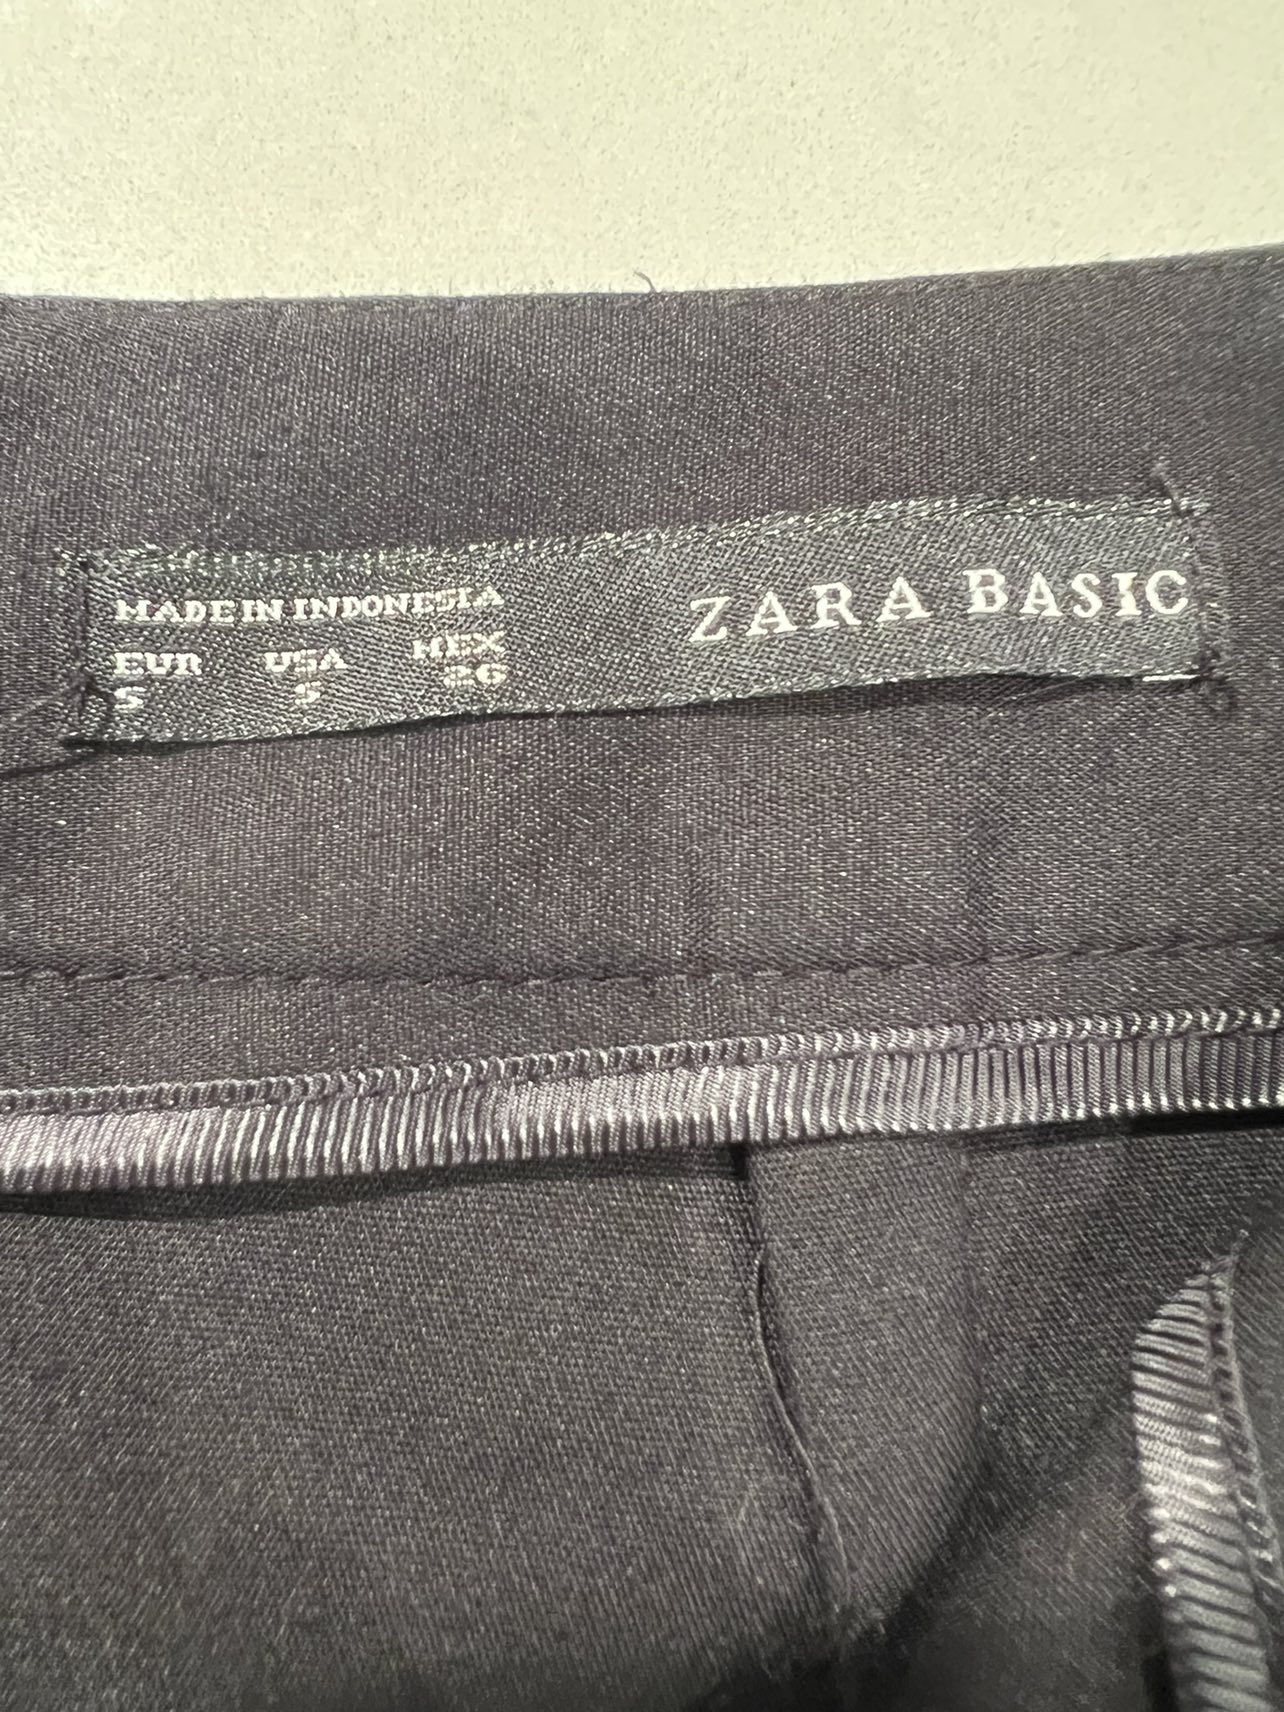 MADE IN INDONESIA
EUR USA MEX
S S 26
ZARA BASIC